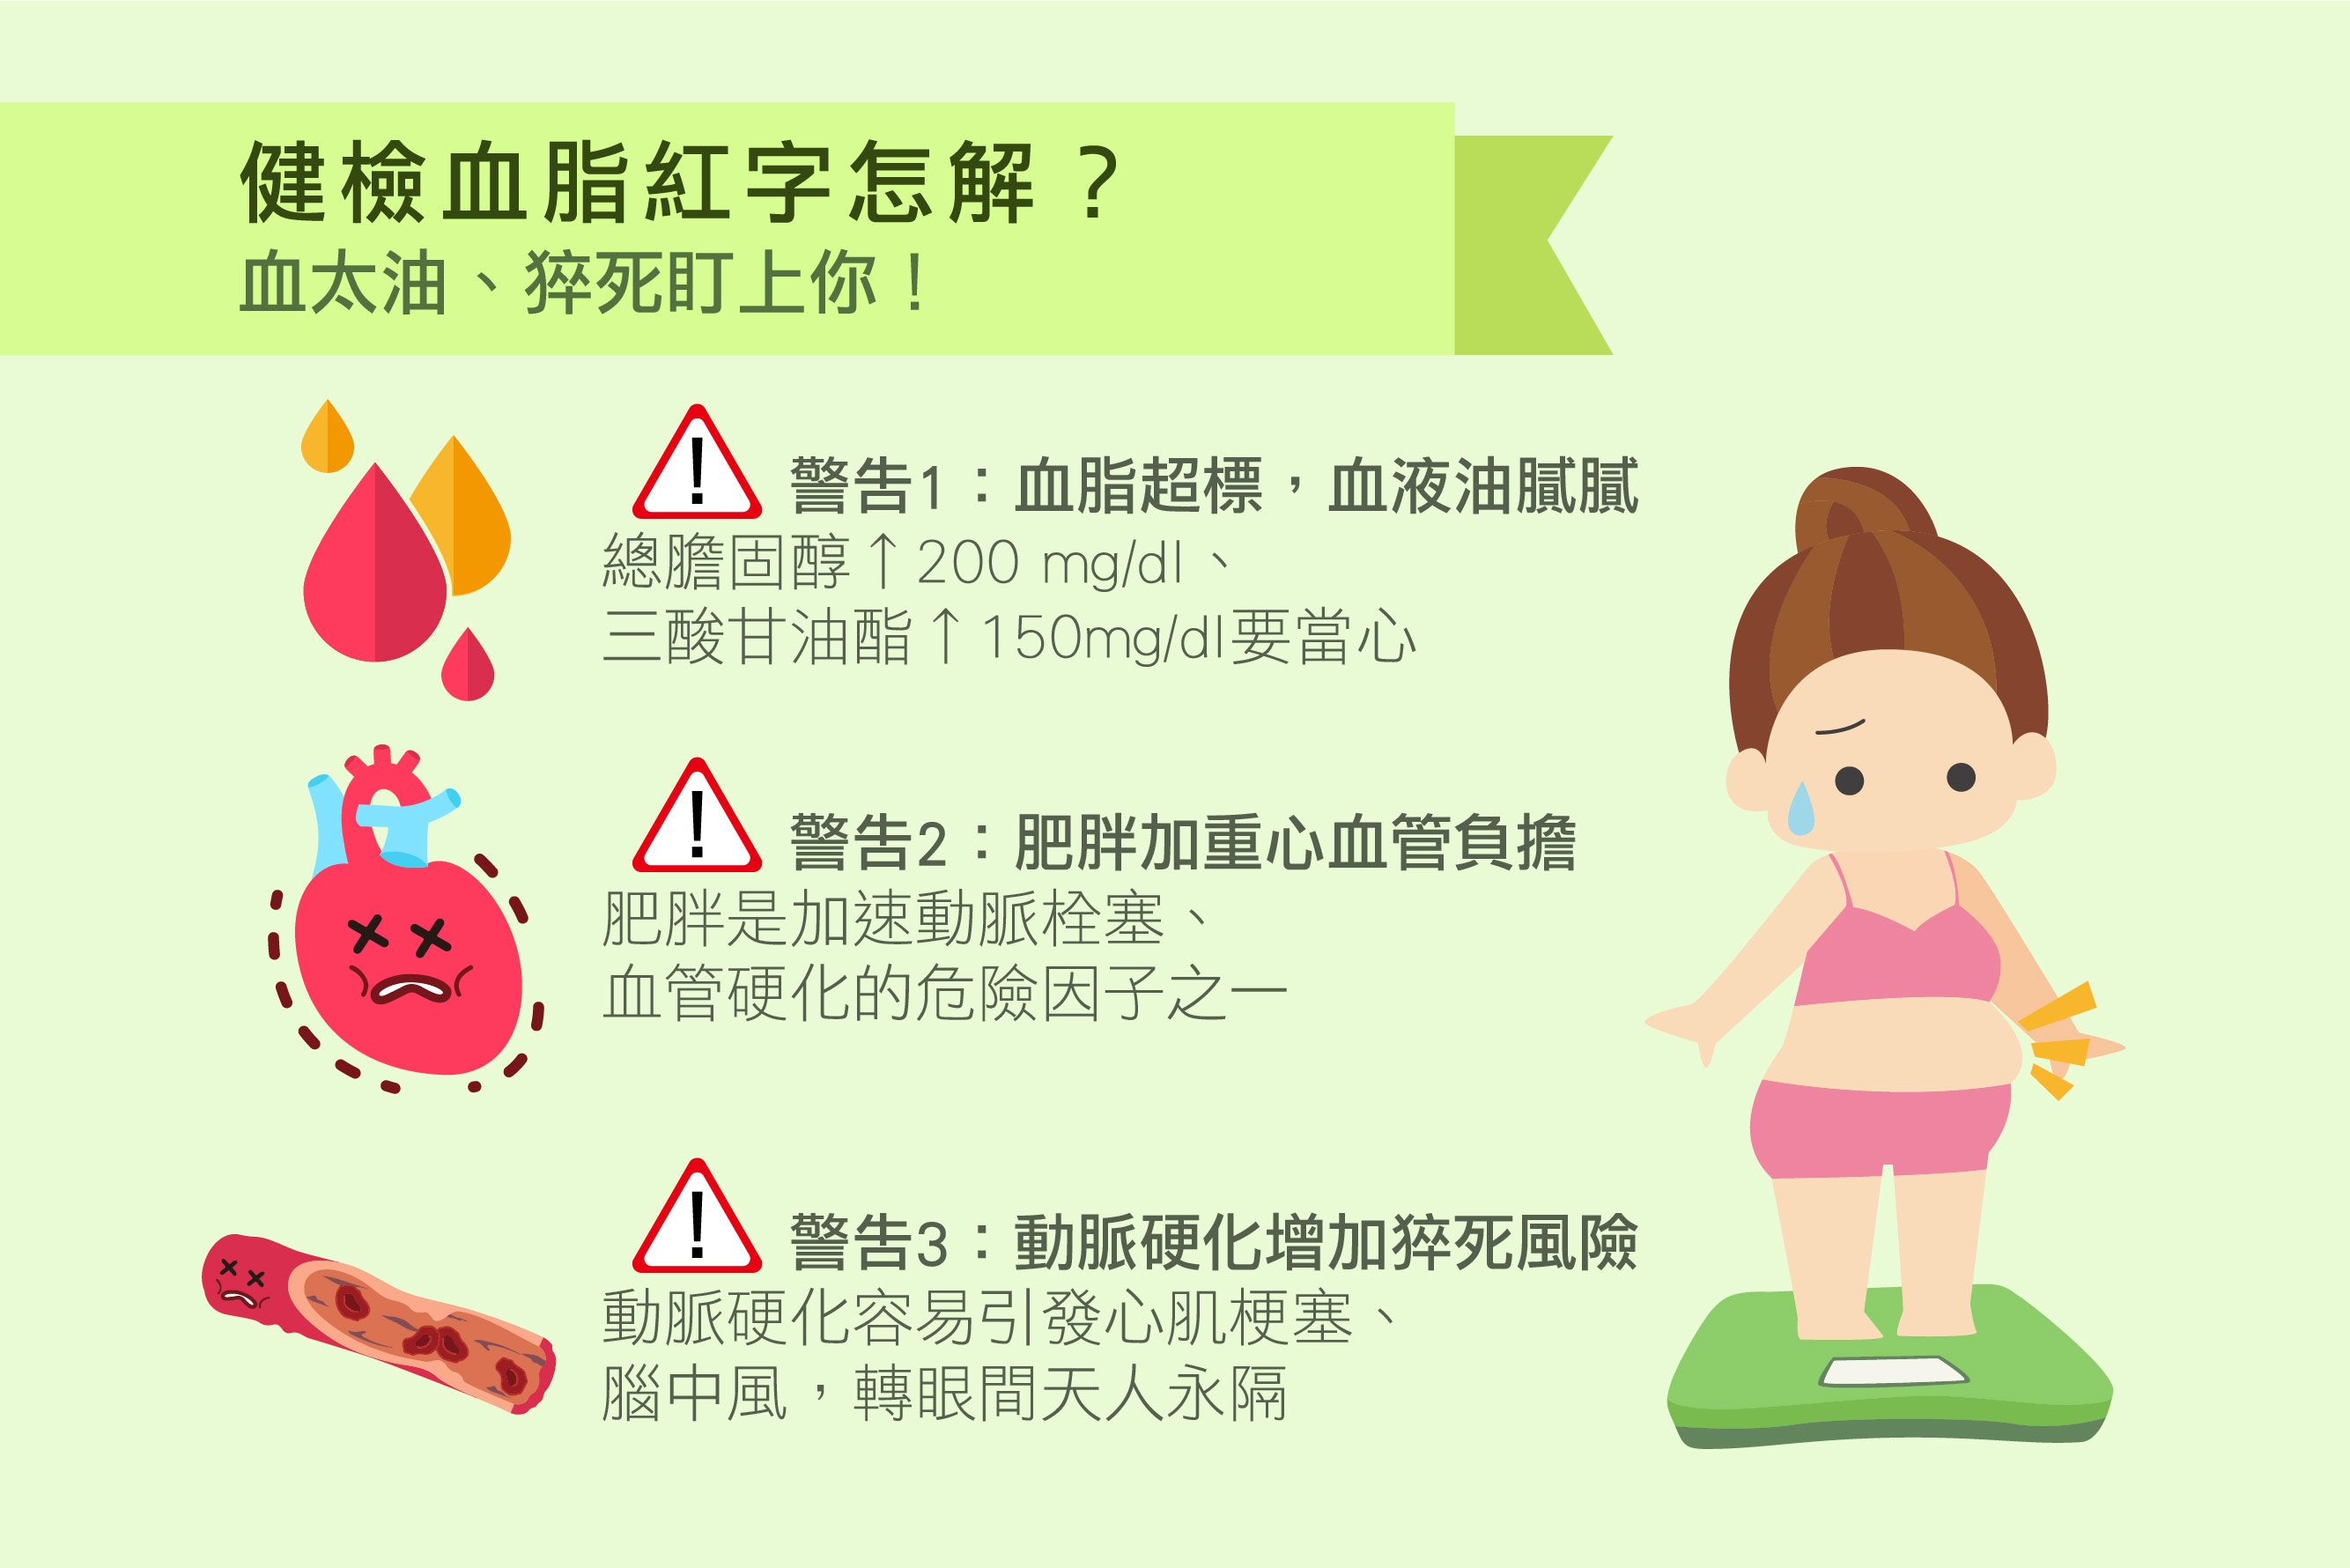 健檢血脂紅字怎解？
血太油、猝死盯上你！
警告1：血脂超標，血液油膩膩
總膽固醇↑200 mg/dl、
三酸甘油酯↑150mg/dl要當心
警告2：肥胖加重心血管負擔
肥胖是加速動脈栓塞、
血管硬化的危險因子之一
警告3：動脈硬化增加猝死風險
動脈硬化容易引發心肌梗塞、
腦中風，轉眼間天人永隔